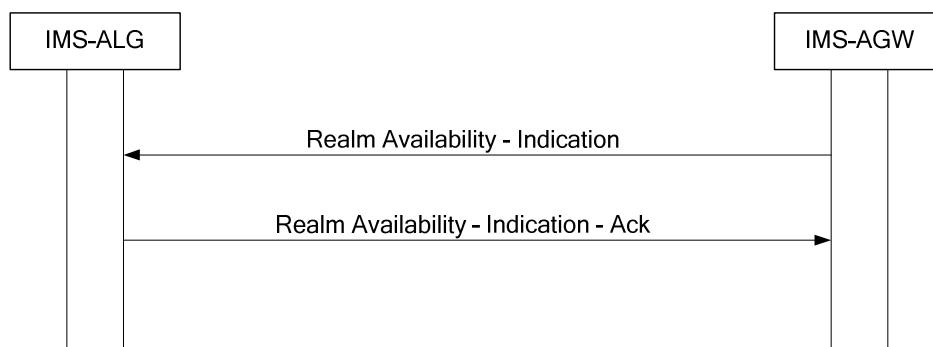 IMS-ALG
IMS-AGW
Realm Availability - Indication
Realm Availability - Indication - Ack